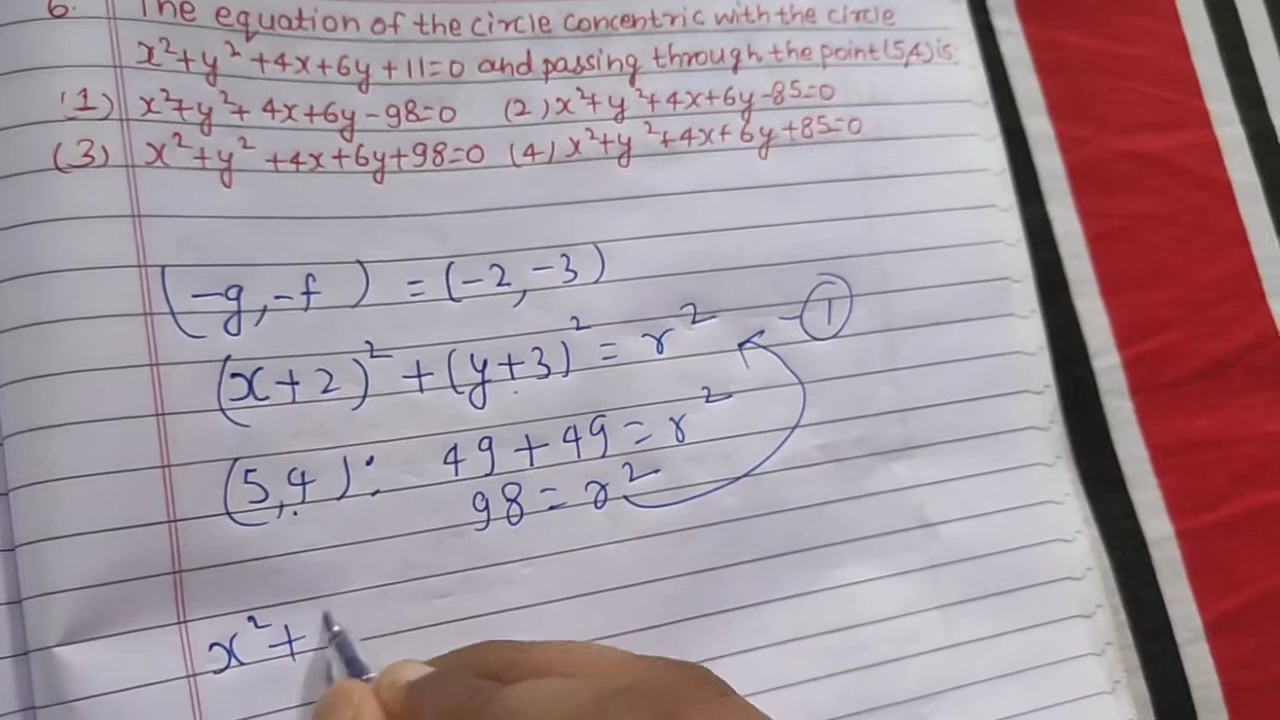 6. The equation of the circle concentric with the circle
x²+y²+4x+6y+11=0 and passing through the point (5,4) is
(1) x²+y²+4x+6y-98=0 (2) x²+y²+4x+6y-85=0
(3) x²+y²+4x+6y+98=0 (4) x²+y²+4x+6y+85=0
(-g,-f) = (-2,-3)
(x+2)²+(y+3)²=r² -①
(5,4): 49+49=r²
98=r²
x²+